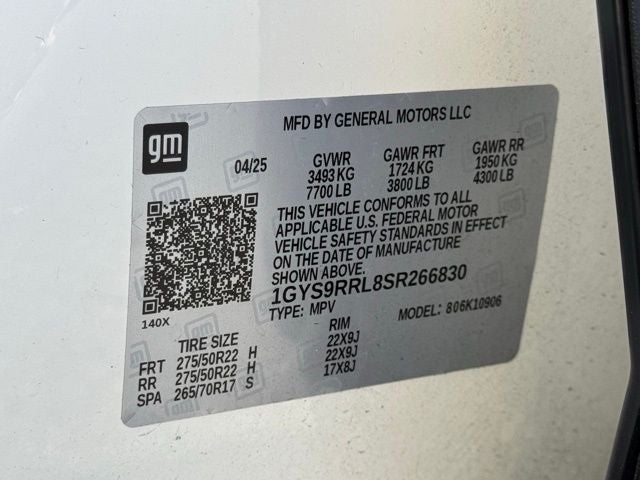 MFD BY GENERAL MOTORS LLC
gm
04/25
GVWR GAWR FRT GAWR RR
3493 KG 1724 KG 1950 KG
7700 LB 3800 LB 4300 LB
THIS VEHICLE CONFORMS TO ALL
APPLICABLE U.S. FEDERAL MOTOR
VEHICLE SAFETY STANDARDS IN EFFECT
ON THE DATE OF MANUFACTURE
SHOWN ABOVE.
1GYS9RRL8SR266830
TYPE: MPV MODEL: 806K10906
140X
TIRE SIZE RIM
FRT 275/50R22 H 22X9J
RR 275/50R22 H 22X9J
SPA 265/70R17 S 17X8J